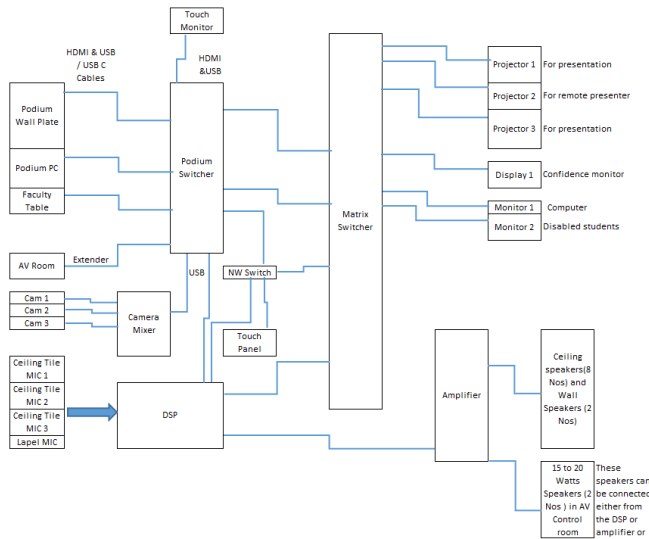 Touch
Monitor
HDMI & USB
/ USB C
Cables
HDMI
&USB
Podium
Wall Plate
Podium PC
Faculty
Table
AV Room
Extender
Podium
Switcher
USB
Cam 1
Cam 2
Cam 3
Camera
Mixer
NW Switch
Touch
Panel
Ceiling Tile
MIC 1
Ceiling Tile
MIC 2
Ceiling Tile
MIC 3
Lapel MIC
DSP
Matrix
Switcher
Projector 1 For presentation
Projector 2 For remote presenter
Projector 3 For presentation
Display 1 Confidence monitor
Monitor 1 Computer
Monitor 2 Disabled students
Amplifier
Ceiling
speakers(8
Nos) and
Wall
Speakers (2
Nos)
15 to 20
Watts
Speakers (2
Nos ) in AV
Control
room
These
speakers can
be connected
either from
the DSP or
amplifier or